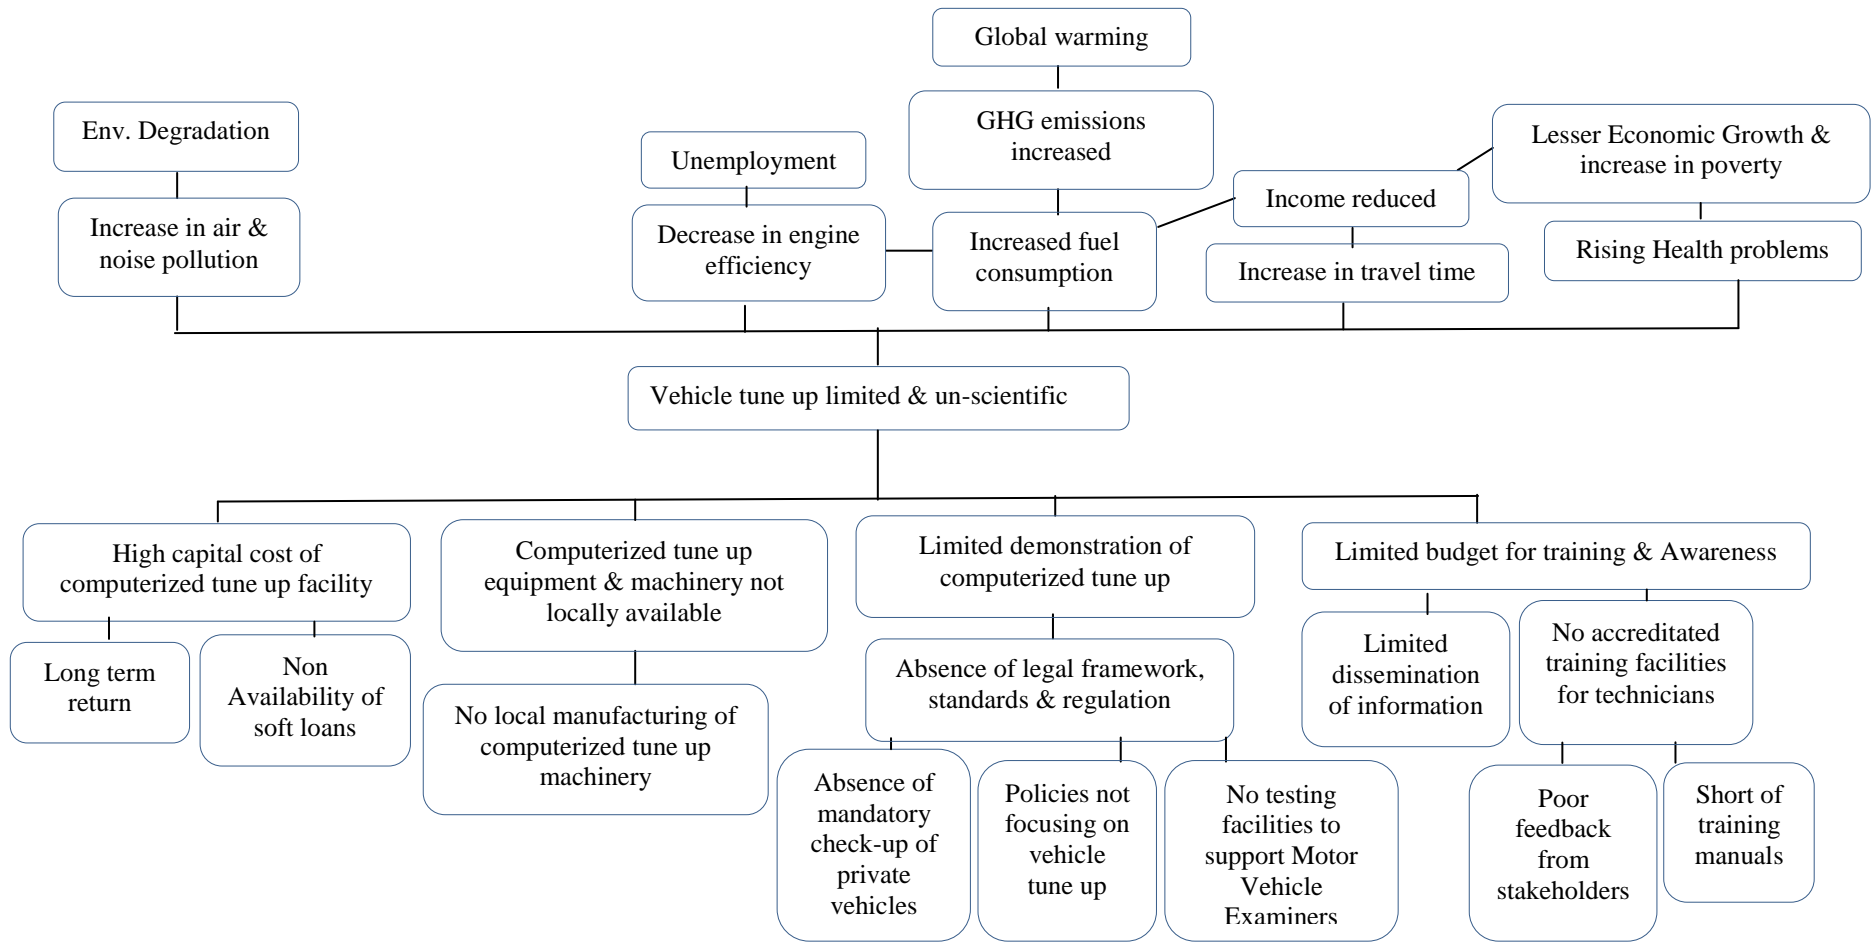 Global warming
Env. Degradation
Unemployment
GHG emissions
increased
Lesser Economic Growth &
increase in poverty
Income reduced
Increase in air &
noise pollution
Decrease in engine
efficiency
Increased fuel
consumption
Increase in travel time
Rising Health problems
Vehicle tune up limited & un-scientific
High capital cost of
computerized tune up facility
Computerized tune up
equipment & machinery not
locally available
Limited demonstration of
computerized tune up
Limited budget for training & Awareness
Long term
return
Non
Availability of
soft loans
No local manufacturing of
computerized tune up
machinery
Absence of legal framework,
standards & regulation
Limited
dissemination
of information
No accreditated
training facilities
for technicians
Absence of
mandatory
check-up of
private
vehicles
Policies not
focusing on
vehicle
tune up
No testing
facilities to
support Motor
Vehicle
Examiners
Poor
feedback
from
stakeholders
Short of
training
manuals